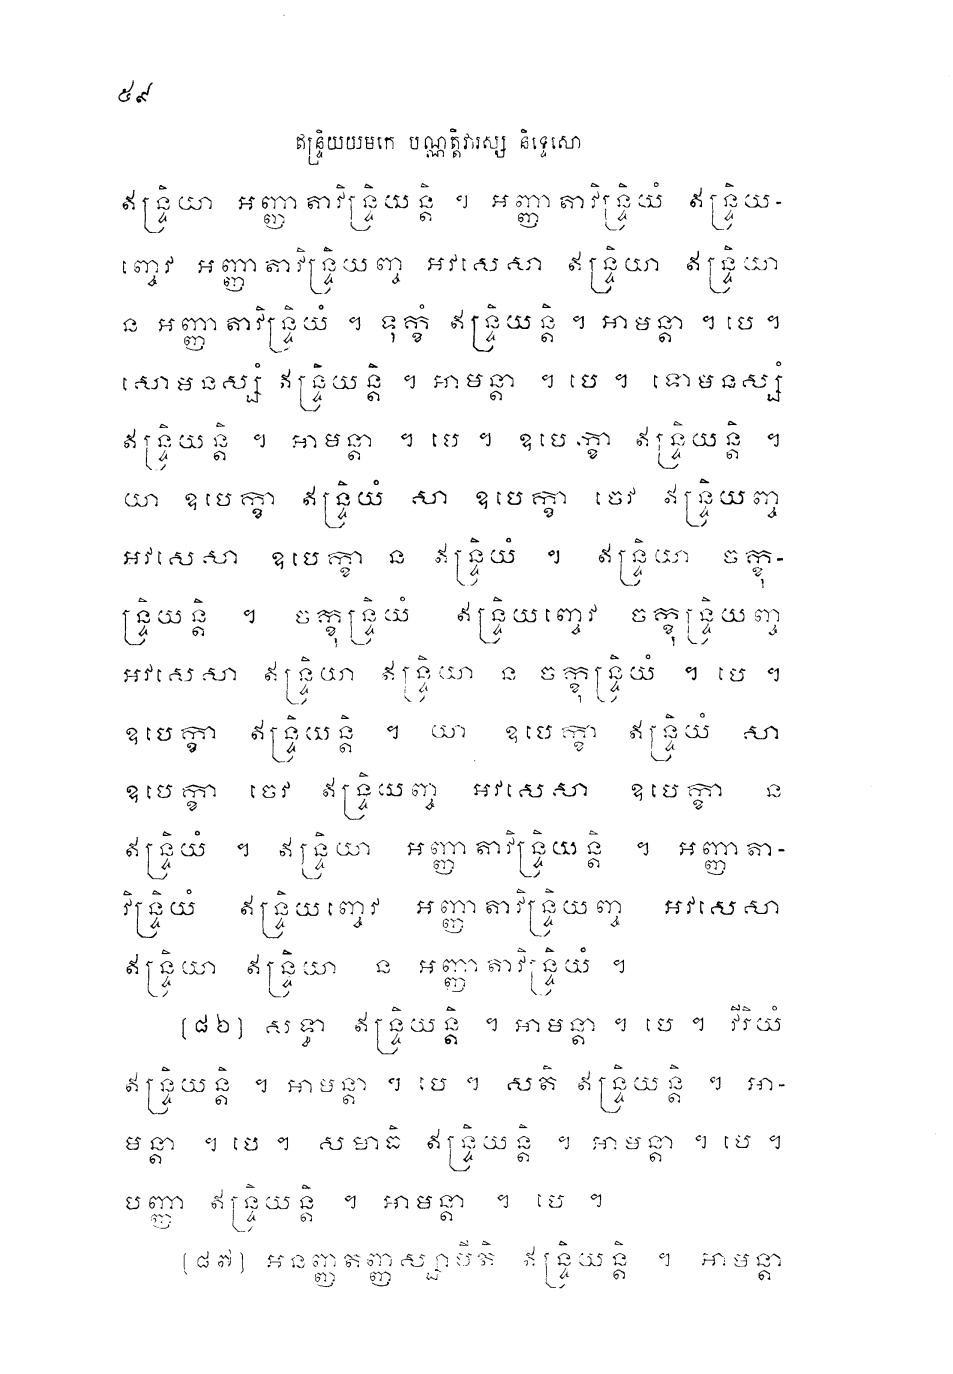 ៥៩
ឥន្ទ្រិយយមកេ បណ្ណត្តិវារស្ស និទ្ទេសោ
ឥន្ទ្រិយា អញ្ញាតាវិន្ទ្រិយន្តិ ។ អញ្ញាតាវិន្ទ្រិយំ ឥន្ទ្រិយ-
ញ្ចេវ អញ្ញាតាវិន្ទ្រិយញ្ច អវសេសា ឥន្ទ្រិយា ឥន្ទ្រិយា
ន អញ្ញាតាវិន្ទ្រិយំ ។ ទុក្ខំ ឥន្ទ្រិយន្តិ ។ អាមន្តា ។ បេ ។
សោមនស្សំ ឥន្ទ្រិយន្តិ ។ អាមន្តា ។ បេ ។ ទោមនស្សំ
ឥន្ទ្រិយន្តិ ។ អាមន្តា ។ បេ ។ ឧបេក្ខា ឥន្ទ្រិយន្តិ ។
យា ឧបេក្ខា ឥន្ទ្រិយំ សា ឧបេក្ខា ចេវ ឥន្ទ្រិយញ្ច
អវសេសា ឧបេក្ខា ន ឥន្ទ្រិយំ ។ ឥន្ទ្រិយា ចក្ខុ-
ន្ទ្រិយន្តិ ។ ចក្ខុន្ទ្រិយំ ឥន្ទ្រិយញ្ចេវ ចក្ខុន្ទ្រិយញ្ច
អវសេសា ឥន្ទ្រិយា ឥន្ទ្រិយា ន ចក្ខុន្ទ្រិយំ ។ បេ ។
ឧបេក្ខា ឥន្ទ្រិយន្តិ ។ យា ឧបេក្ខា ឥន្ទ្រិយំ សា
ឧបេក្ខា ចេវ ឥន្ទ្រិយញ្ច អវសេសា ឧបេក្ខា ន
ឥន្ទ្រិយំ ។ ឥន្ទ្រិយា អញ្ញាតាវិន្ទ្រិយន្តិ ។ អញ្ញាតា-
វិន្ទ្រិយំ ឥន្ទ្រិយញ្ចេវ អញ្ញាតាវិន្ទ្រិយញ្ច អវសេសា
ឥន្ទ្រិយា ឥន្ទ្រិយា ន អញ្ញាតាវិន្ទ្រិយំ ។
[៨៦] សទ្ធា ឥន្ទ្រិយន្តិ ។ អាមន្តា ។ បេ ។ វីរិយំ
ឥន្ទ្រិយន្តិ ។ អាមន្តា ។ បេ ។ សតិ ឥន្ទ្រិយន្តិ ។ អា-
មន្តា ។ បេ ។ សមាធិ ឥន្ទ្រិយន្តិ ។ អាមន្តា ។ បេ ។
បញ្ញា ឥន្ទ្រិយន្តិ ។ អាមន្តា ។ បេ ។
[៨៧] អនញ្ញតញ្ញស្សាមីតិ ឥន្ទ្រិយន្តិ ។ អាមន្តា